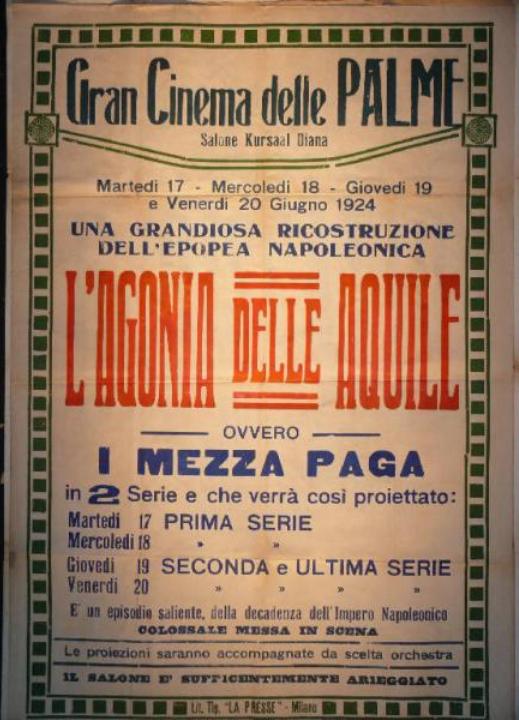 Gran Cinema delle PALME
Salone Kursaal Diana
Martedì 17 - Mercoledì 18 - Giovedì 19
e Venerdì 20 Giugno 1924
UNA GRANDIOSA RICOSTRUZIONE
DELL'EPOPEA NAPOLEONICA
L'AGONIA DELLE AQUILE
OVVERO
I MEZZA PAGA
in 2 Serie e che verrà così proiettato:
Martedì 17 PRIMA SERIE
Mercoledì 18 » »
Giovedì 19 SECONDA e ULTIMA SERIE
Venerdì 20 » » » »
E' un episodio saliente, della decadenza dell'Impero Napoleonico
COLOSSALE MESSA IN SCENA
Le proiezioni saranno accompagnate da scelta orchestra
IL SALONE E' SUFFICENTEMENTE ARIEGGIATO
Lit. Tip. "LA PRESSE" - Milano